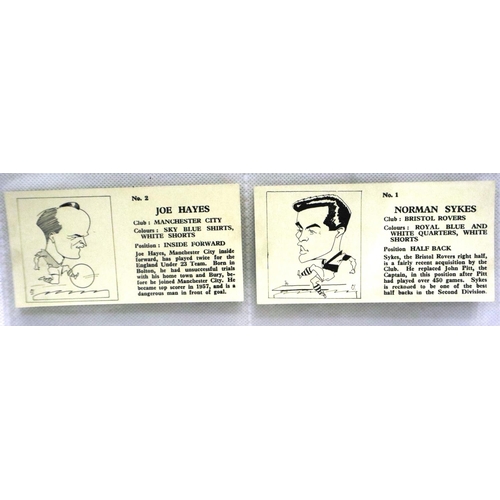 No. 2
JOE HAYES
Club : MANCHESTER CITY
Colours : SKY BLUE SHIRTS,
WHITE SHORTS
Position : INSIDE FORWARD
Joe Hayes, Manchester City inside
forward, has played twice for the
England Under 23 Team. Born in
Bolton, he had unsuccessful trials
with his home town and Bury, be-
fore he joined Manchester City. He
became top scorer in 1957, and is a
dangerous man in front of goal.
No. 1
NORMAN SYKES
Club : BRISTOL ROVERS
Colours : ROYAL BLUE AND
WHITE QUARTERS, WHITE
SHORTS
Position HALF BACK
Sykes, the Bristol Rovers right half,
is a fairly recent acquisition by the
Club. He replaced John Pitt, the
Captain, in this position after Pitt
had played over 450 games. Sykes
is reckoned to be one of the best
half backs in the Second Division.